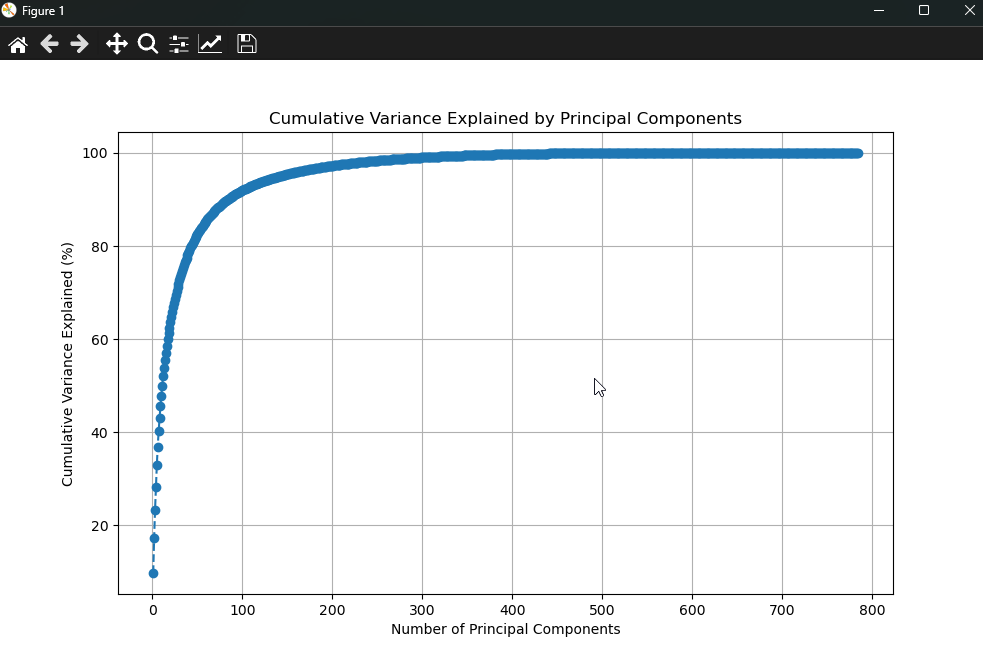 Figure 1
Cumulative Variance Explained by Principal Components
Cumulative Variance Explained (%)
100
80
60
40
20
0 100 200 300 400 500 600 700 800
Number of Principal Components